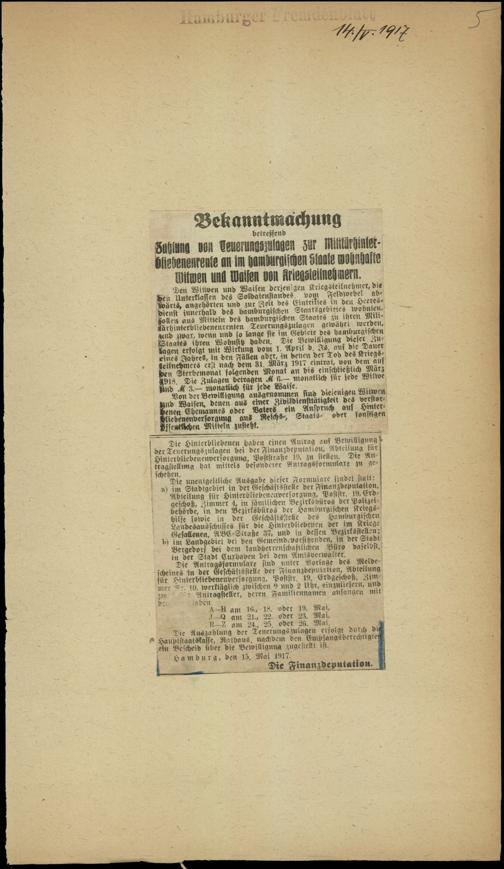 Hamburger Fremdenblatt
14./V. 1917
5
Bekanntmachung
betreffend
Zahlung von Teuerungszulagen zur Militärhinter-
bliebenenrente an im hamburgischen Staate wohnhafte
Witwen und Waisen von Kriegsteilnehmern.
Den Witwen und Waisen derjenigen Kriegsteilnehmer, die
den Unterklassen des Soldatenstandes vom Feldwebel ab-
wärts, angehörten und zur Zeit des Eintritts in den Heeres-
dienst innerhalb des hamburgischen Staatsgebietes wohnten,
sollen aus Mitteln des hamburgischen Staates zu ihren Mili-
tärhinterbliebenenrenten Teuerungszulagen gewährt werden,
und zwar, wenn und so lange sie im Gebiete des hamburgischen
Staates ihren Wohnsitz haben. Die Bewilligung dieser Zu-
lagen erfolgt mit Wirkung vom 1. April d. Js. auf die Dauer
eines Jahres, in den Fällen aber, in denen der Tod des Kriegs-
teilnehmers erst nach dem 31. März 1917 eintrat, von dem auf
den Sterbemonat folgenden Monat an bis einschließlich März
1918. Die Zulagen betragen ℳ 6.— monatlich für jede Witwe
und ℳ 3.— monatlich für jede Waise.
Von der Bewilligung ausgenommen sind diejenigen Witwen
und Waisen, denen aus einer Zivildiensttätigkeit des verstor-
benen Ehemannes oder Vaters ein Anspruch auf Hinter-
bliebenenversorgung aus Reichs-, Staats- oder sonstigen
öffentlichen Mitteln zusteht.
Die Hinterbliebenen haben einen Antrag auf Bewilligung
der Teuerungszulagen bei der Finanzdeputation, Abteilung für
Hinterbliebenenversorgung, Poststraße 19, zu stellen. Die An-
tragstellung hat mittels besonderer Antragsformulare zu ge-
schehen.
Die unentgeltliche Ausgabe dieser Formulare findet statt:
a) im Stadtgebiet in der Geschäftsstelle der Finanzdeputation,
Abteilung für Hinterbliebenenversorgung, Poststr. 19, Erd-
geschoß, Zimmer 4, in sämtlichen Bezirksbüros der Polizei-
behörde, in den Bezirksbüros der Hamburgischen Kriegs-
hilfe sowie in der Geschäftsstelle des Hamburgischen
Landesausschusses für die Hinterbliebenen der im Kriege
Gefallenen, ABC-Straße 37, und in dessen Bezirksstellen;
b) im Landgebiet bei den Gemeindevorsitzenden, in der Stadt
Bergedorf bei dem landherrenschaftlichen Büro daselbst,
in der Stadt Cuxhaven bei dem Amtsverwalter.
Die Antragsformulare sind unter Vorlage des Melde-
scheines in der Geschäftsstelle der Finanzdeputation, Abteilung
für Hinterbliebenenversorgung, Poststr. 19, Erdgeschoß, Zim-
mer Nr. 10, werktäglich zwischen 9 und 2 Uhr, einzuliefern, und
Antragsteller, deren Familiennamen anfangen mit
A—H am 16., 18. oder 19. Mai,
J—Q am 21., 22. oder 23. Mai,
R—Z am 24., 25. oder 26. Mai.
Die Auszahlung der Teuerungszulagen erfolgt durch die
Hauptstaatskasse, Rathaus, nachdem den Empfangsberechtigten
ein Bescheid über die Bewilligung zugestellt ist.
Hamburg, den 15. Mai 1917.
Die Finanzdeputation.